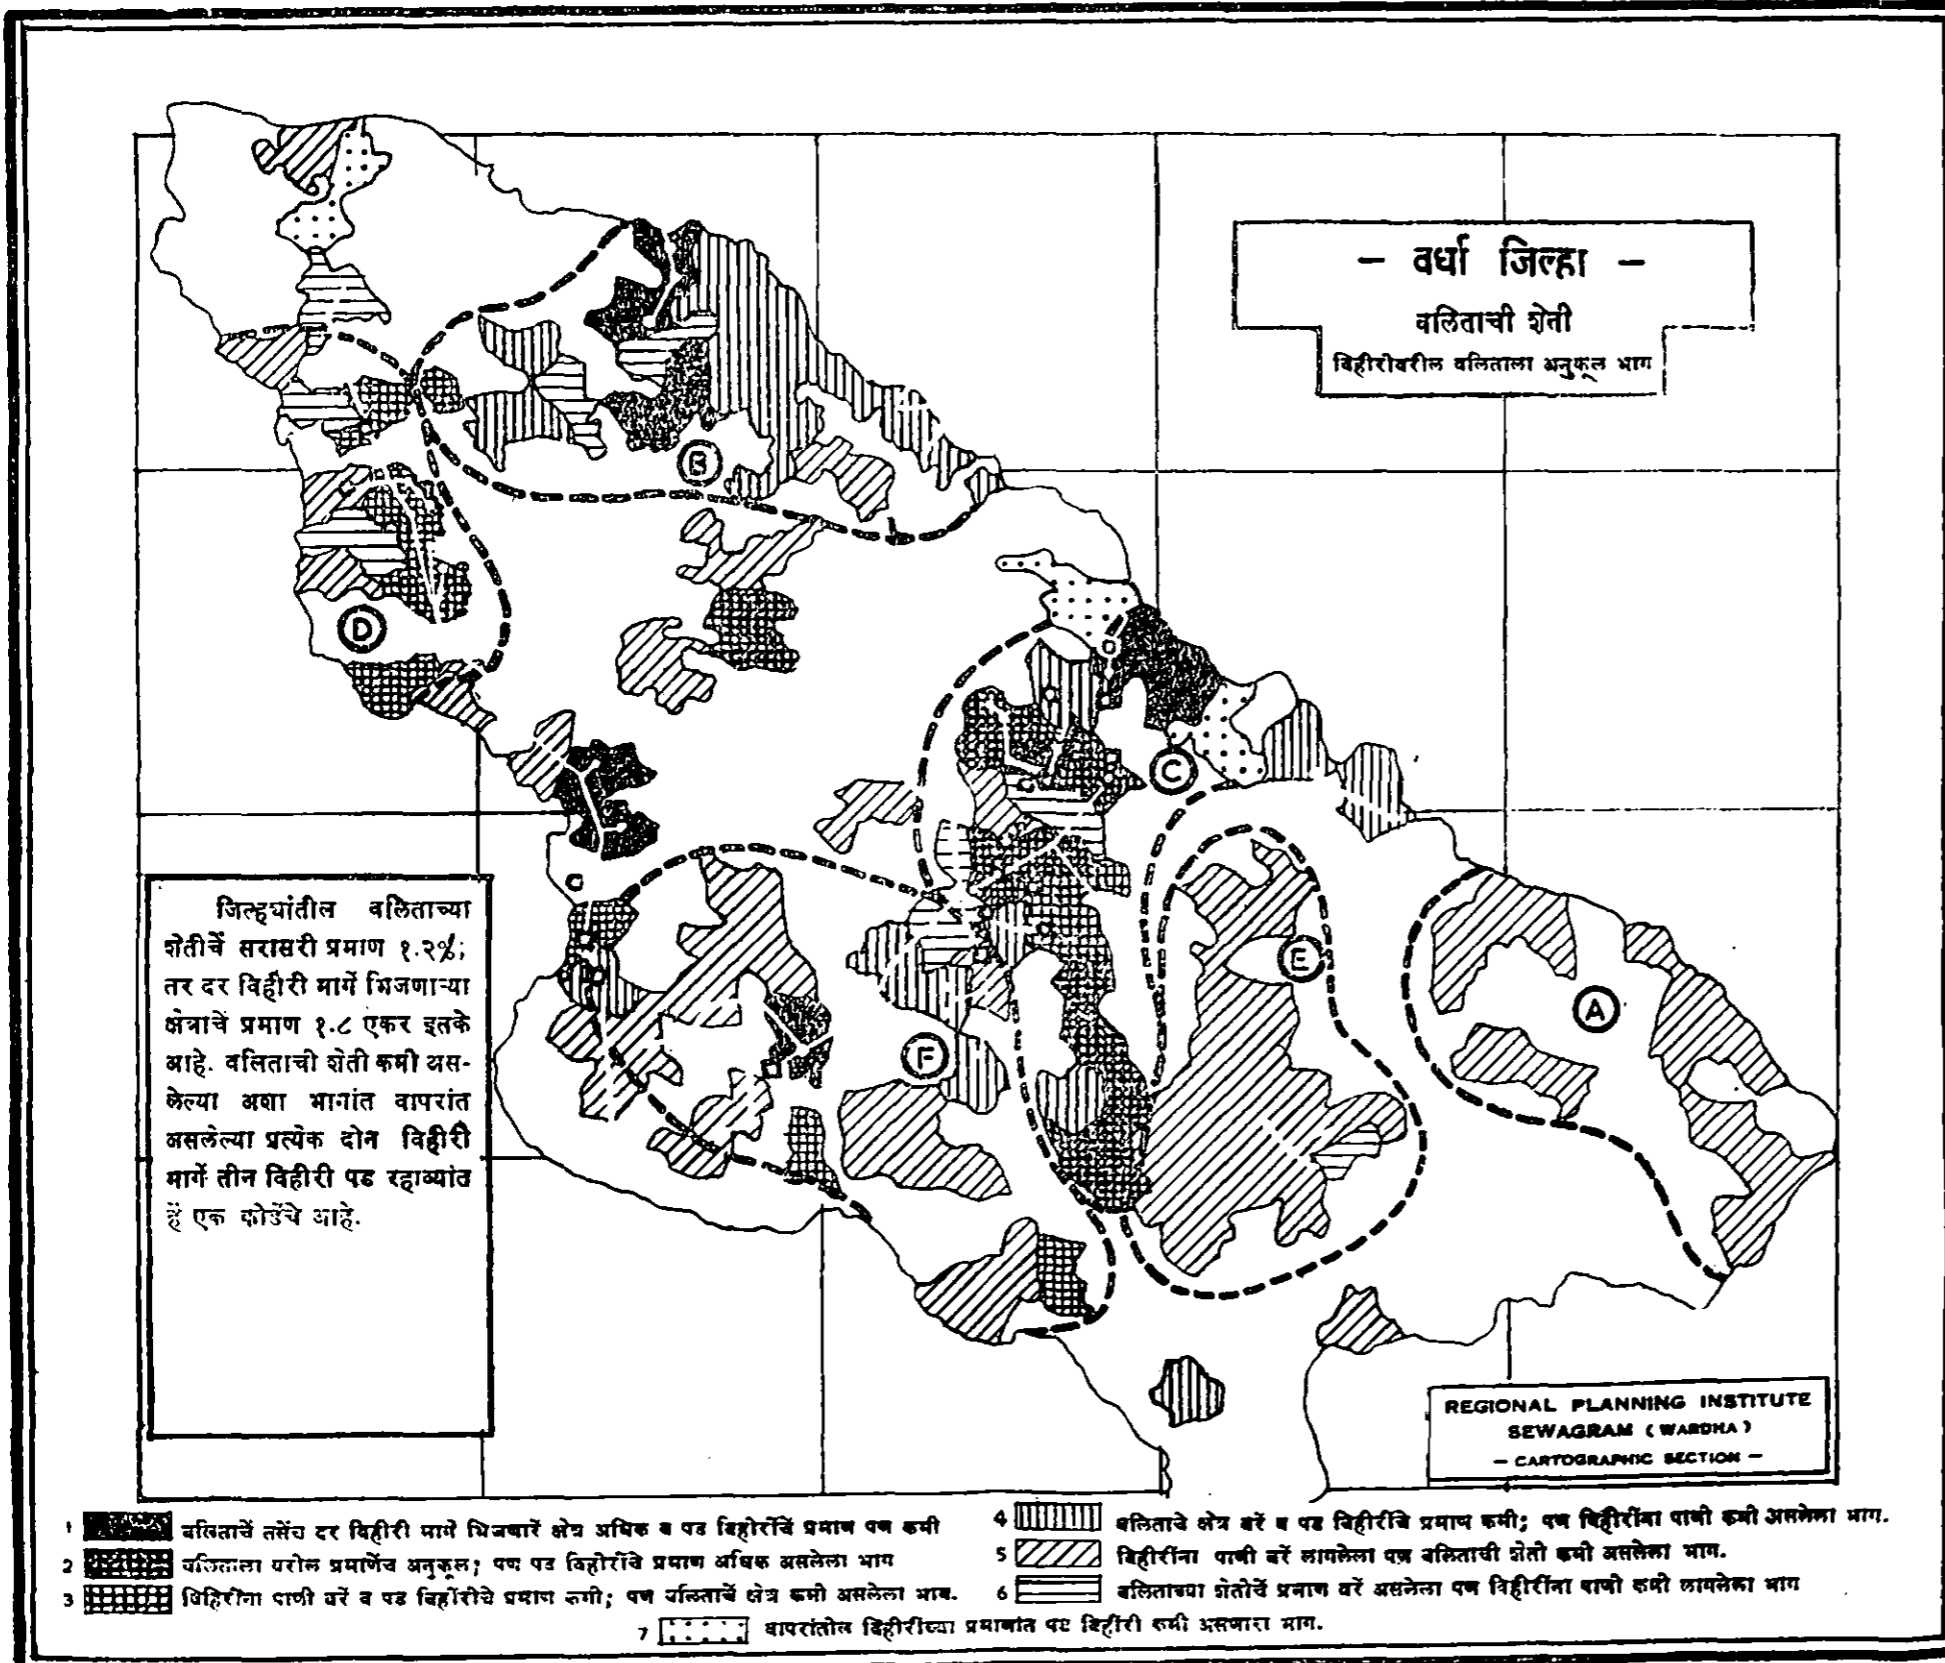 — वर्धा जिल्हा —
वलिताची शेती
विहीरीवरील वलिताला अनुकूल भाग
B
D
C
E
A
F
जिल्ह्यांतील वलिताच्या
शेतीचें सरासरी प्रमाण १.२%;
तर दर विहीरी मागें भिजणाऱ्या
क्षेत्राचें प्रमाण १.८ एकर इतके
आहे. वलिताची शेती कमी अस-
लेल्या अशा भागांत वापरांत
असलेल्या प्रत्येक दोन विहीरी
मागें तीन विहीरी पड रहाव्यांत
हें एक कोडेंचे आहे.
REGIONAL PLANNING INSTITUTE
SEWAGRAM (WARDHA)
— CARTOGRAPHIC SECTION —
1 वलिताचें तसेंच दर विहीरी मागें भिजणारें क्षेत्र अधिक व पड विहीरींचें प्रमाण पण कमी
2 वलिताला वरील प्रमाणेंच अनुकूल; पण पड विहीरींचे प्रमाण अधिक असलेला भाग
3 विहिरींना पाणी बरें व पड विहीरींचे प्रमाण कमी; पण वलिताचें क्षेत्र कमी असलेला भाग.
4 वलिताचे क्षेत्र बरें व पड विहीरींचे प्रमाण कमी; पण विहीरींना पाणी कमी असलेला भाग.
5 विहीरींना पाणी बरें लागलेला पण वलिताची शेती कमी असलेला भाग.
6 वलिताच्या शेतीचें प्रमाण बरें असलेला पण विहीरींना पाणी कमी लागलेला भाग
7 वापरांतील विहीरींच्या प्रमाणांत पड विहीरी कमी असणारा भाग.